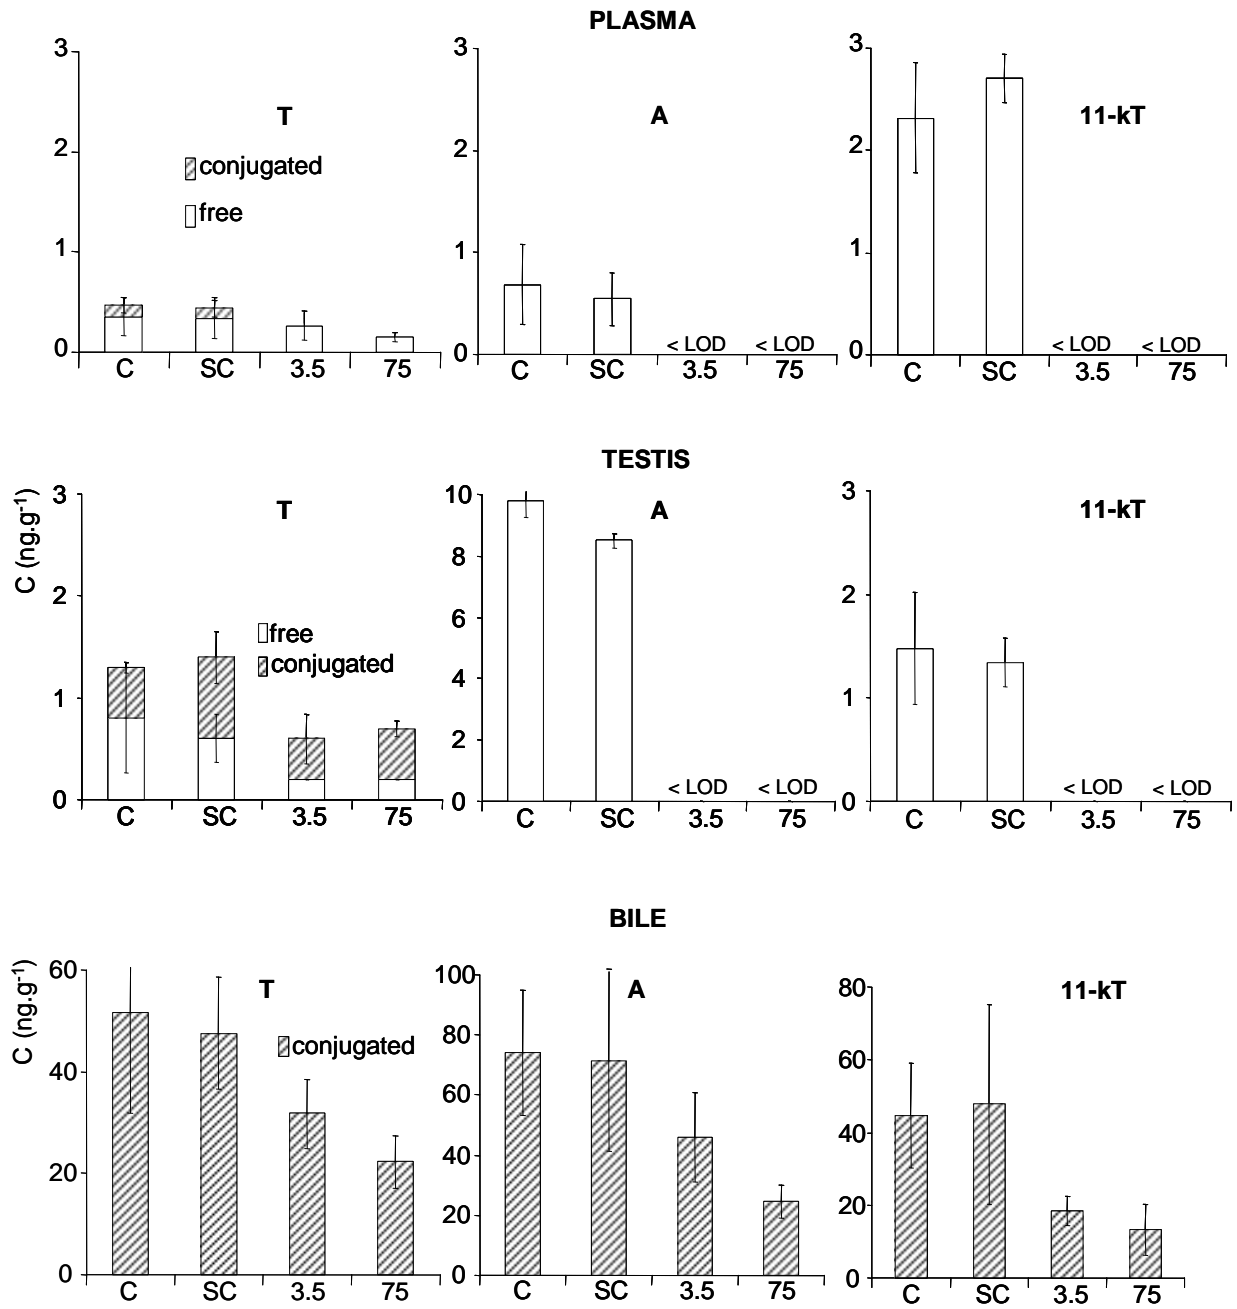 PLASMA
3
2
1
0
T
conjugated
free
C SC 3.5 75
3
2
1
0
A
< LOD < LOD
C SC 3.5 75
3
2
1
0
11-kT
< LOD < LOD
C SC 3.5 75
TESTIS
C (ng.g⁻¹)
3
2
1
0
T
free
conjugated
C SC 3.5 75
10
8
6
4
2
0
A
< LOD < LOD
C SC 3.5 75
3
2
1
0
11-kT
< LOD < LOD
C SC 3.5 75
BILE
C (ng.g⁻¹)
60
40
20
0
T
conjugated
C SC 3.5 75
100
80
60
40
20
0
A
C SC 3.5 75
80
60
40
20
0
11-kT
C SC 3.5 75